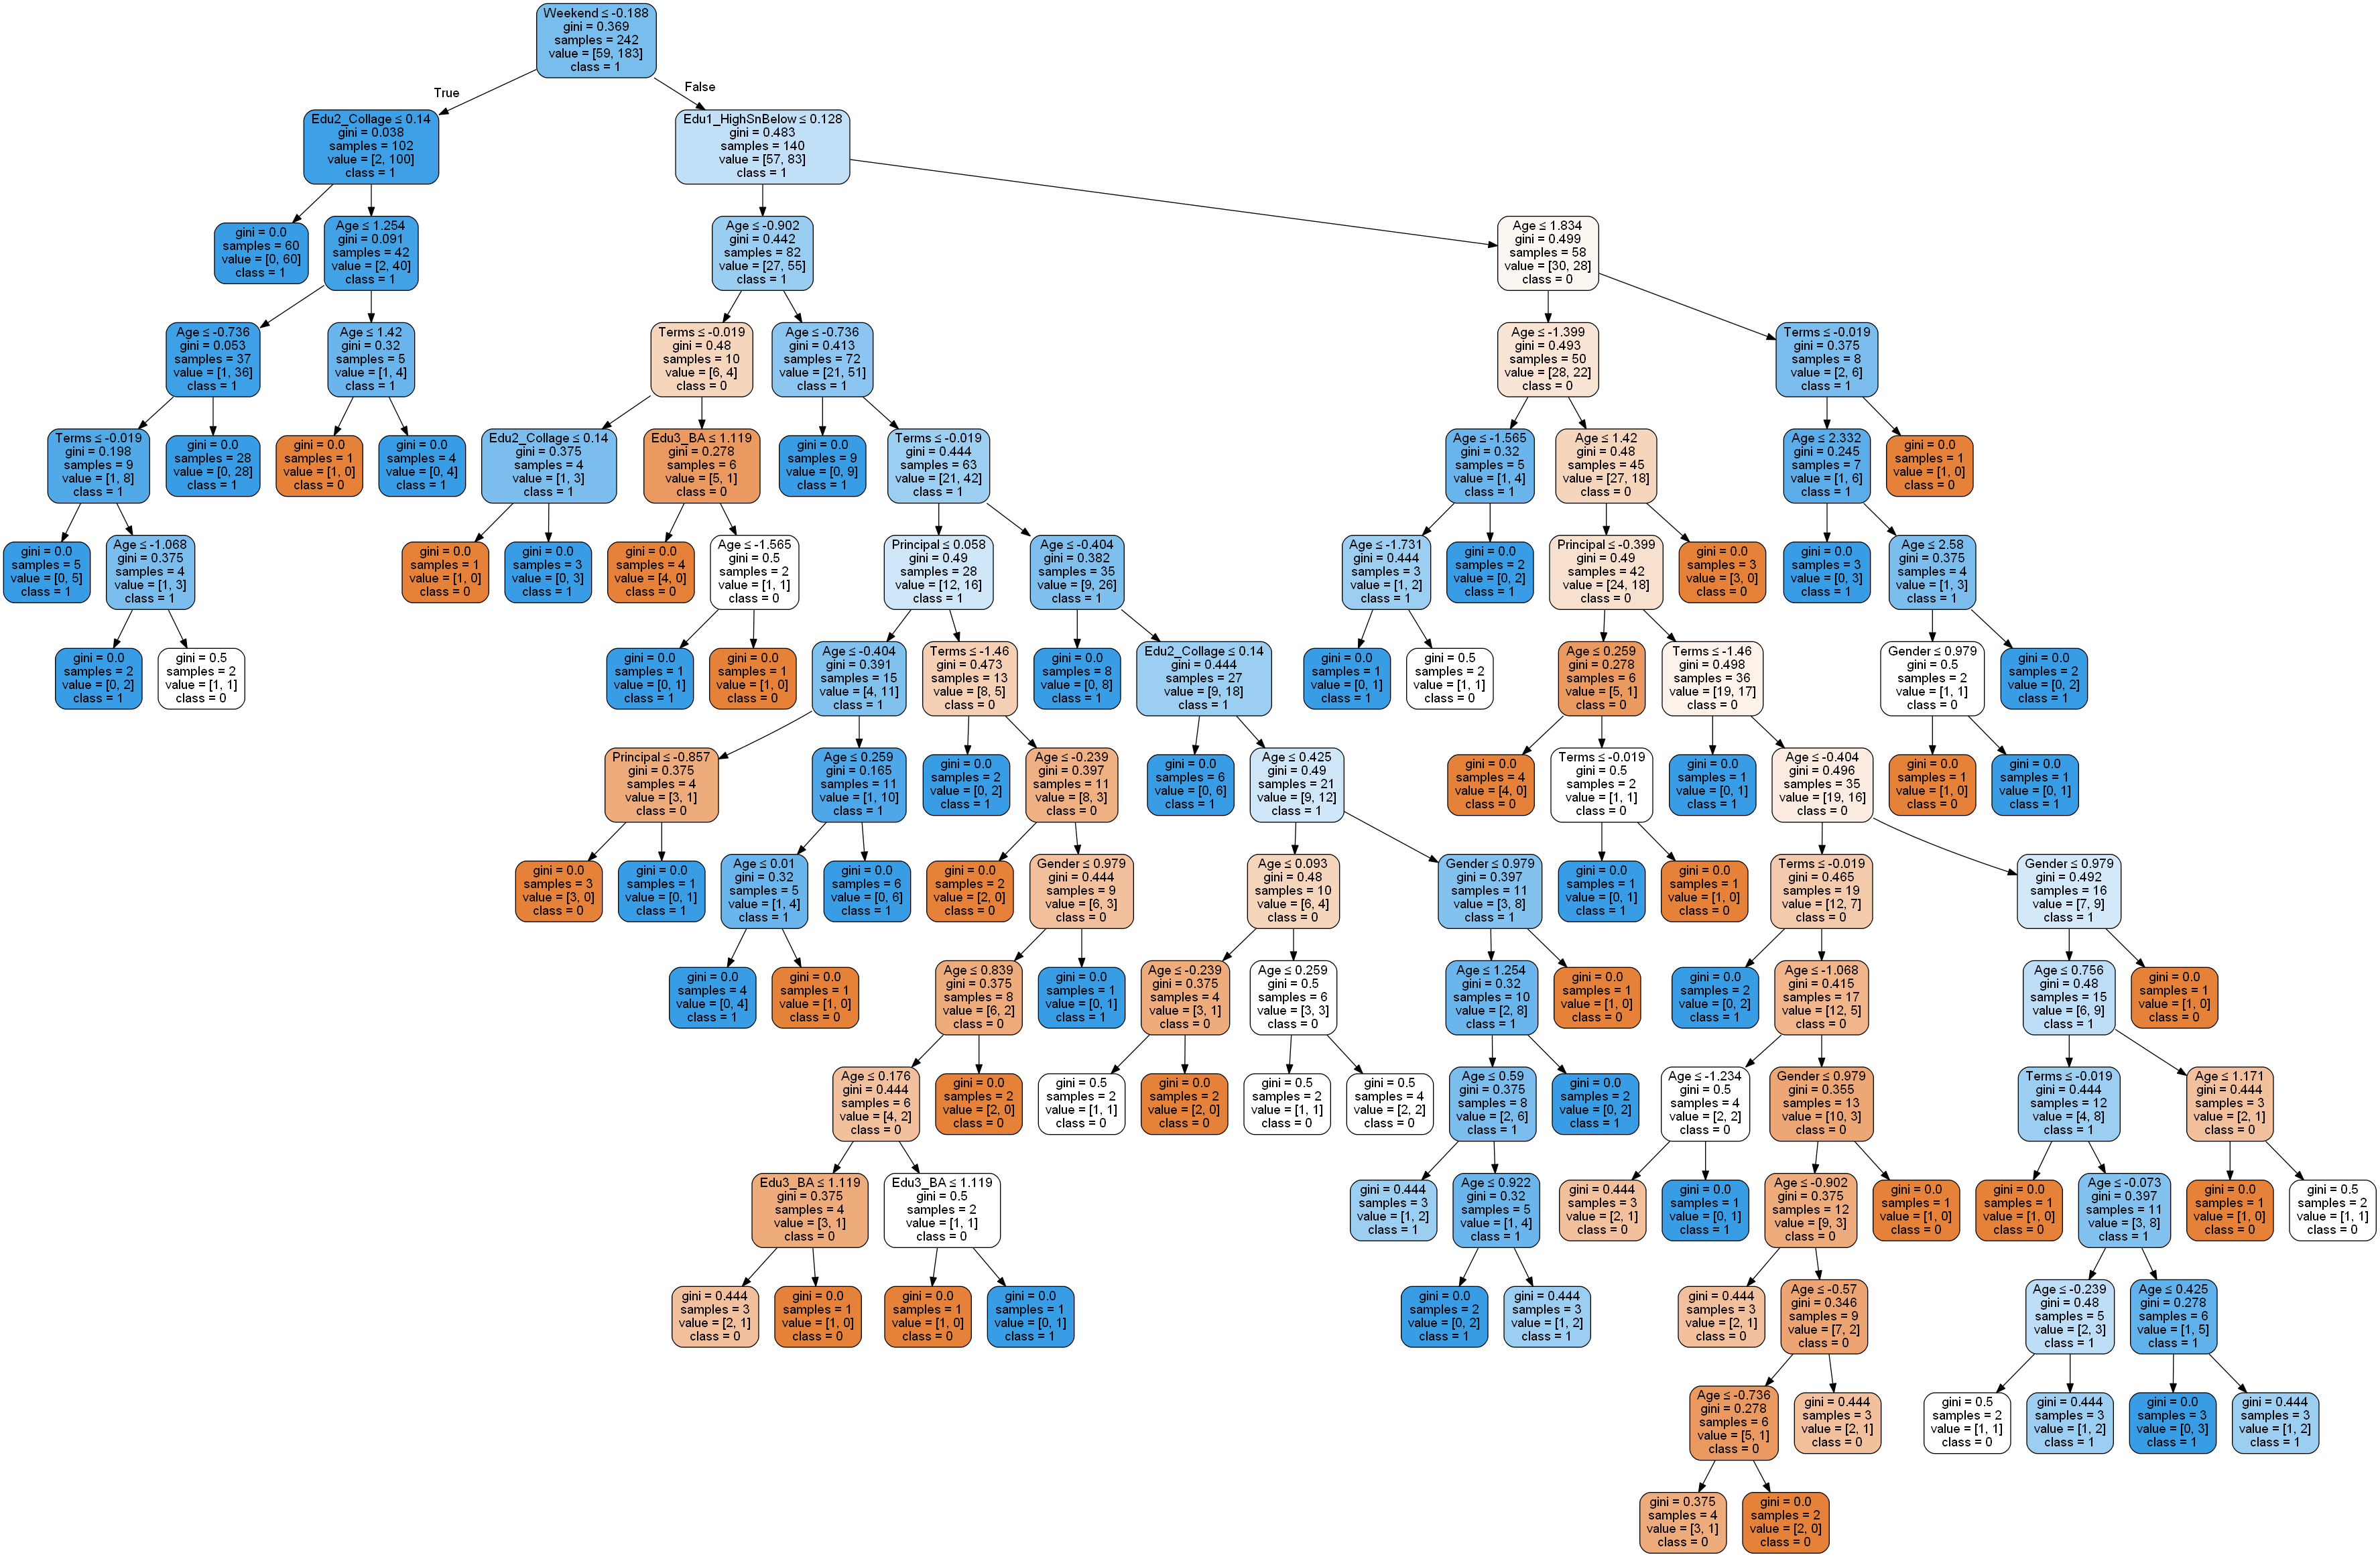 Weekend ≤ -0.188
gini = 0.369
samples = 242
value = [59, 183]
class = 1
True
False
Edu2_Collage ≤ 0.14
gini = 0.038
samples = 102
value = [2, 100]
class = 1
Edu1_HighSnBelow ≤ 0.128
gini = 0.483
samples = 140
value = [57, 83]
class = 1
gini = 0.0
samples = 60
value = [0, 60]
class = 1
Age ≤ 1.254
gini = 0.091
samples = 42
value = [2, 40]
class = 1
Age ≤ -0.902
gini = 0.442
samples = 82
value = [27, 55]
class = 1
Age ≤ 1.834
gini = 0.499
samples = 58
value = [30, 28]
class = 0
Age ≤ -0.736
gini = 0.053
samples = 37
value = [1, 36]
class = 1
Age ≤ 1.42
gini = 0.32
samples = 5
value = [1, 4]
class = 1
Terms ≤ -0.019
gini = 0.48
samples = 10
value = [6, 4]
class = 0
Age ≤ -0.736
gini = 0.413
samples = 72
value = [21, 51]
class = 1
Age ≤ -1.399
gini = 0.493
samples = 50
value = [28, 22]
class = 0
Terms ≤ -0.019
gini = 0.375
samples = 8
value = [2, 6]
class = 1
Terms ≤ -0.019
gini = 0.198
samples = 9
value = [1, 8]
class = 1
gini = 0.0
samples = 28
value = [0, 28]
class = 1
gini = 0.0
samples = 1
value = [1, 0]
class = 0
gini = 0.0
samples = 4
value = [0, 4]
class = 1
Edu2_Collage ≤ 0.14
gini = 0.375
samples = 4
value = [1, 3]
class = 1
Edu3_BA ≤ 1.119
gini = 0.278
samples = 6
value = [5, 1]
class = 0
gini = 0.0
samples = 9
value = [0, 9]
class = 1
Terms ≤ -0.019
gini = 0.444
samples = 63
value = [21, 42]
class = 1
Age ≤ -1.565
gini = 0.32
samples = 5
value = [1, 4]
class = 1
Age ≤ 1.42
gini = 0.48
samples = 45
value = [27, 18]
class = 0
Age ≤ 2.332
gini = 0.245
samples = 7
value = [1, 6]
class = 1
gini = 0.0
samples = 1
value = [1, 0]
class = 0
gini = 0.0
samples = 5
value = [0, 5]
class = 1
Age ≤ -1.068
gini = 0.375
samples = 4
value = [1, 3]
class = 1
gini = 0.0
samples = 1
value = [1, 0]
class = 0
gini = 0.0
samples = 3
value = [0, 3]
class = 1
gini = 0.0
samples = 4
value = [4, 0]
class = 0
Age ≤ -1.565
gini = 0.5
samples = 2
value = [1, 1]
class = 0
Principal ≤ 0.058
gini = 0.49
samples = 28
value = [12, 16]
class = 1
Age ≤ -0.404
gini = 0.382
samples = 35
value = [9, 26]
class = 1
Age ≤ -1.731
gini = 0.444
samples = 3
value = [1, 2]
class = 1
gini = 0.0
samples = 2
value = [0, 2]
class = 1
Principal ≤ -0.399
gini = 0.49
samples = 42
value = [24, 18]
class = 0
gini = 0.0
samples = 3
value = [3, 0]
class = 0
gini = 0.0
samples = 3
value = [0, 3]
class = 1
Age ≤ 2.58
gini = 0.375
samples = 4
value = [1, 3]
class = 1
gini = 0.0
samples = 2
value = [0, 2]
class = 1
gini = 0.5
samples = 2
value = [1, 1]
class = 0
gini = 0.0
samples = 1
value = [0, 1]
class = 1
gini = 0.0
samples = 1
value = [1, 0]
class = 0
Age ≤ -0.404
gini = 0.391
samples = 15
value = [4, 11]
class = 1
Terms ≤ -1.46
gini = 0.473
samples = 13
value = [8, 5]
class = 0
gini = 0.0
samples = 8
value = [0, 8]
class = 1
Edu2_Collage ≤ 0.14
gini = 0.444
samples = 27
value = [9, 18]
class = 1
gini = 0.0
samples = 1
value = [0, 1]
class = 1
gini = 0.5
samples = 2
value = [1, 1]
class = 0
Age ≤ 0.259
gini = 0.278
samples = 6
value = [5, 1]
class = 0
Terms ≤ -1.46
gini = 0.498
samples = 36
value = [19, 17]
class = 0
Gender ≤ 0.979
gini = 0.5
samples = 2
value = [1, 1]
class = 0
gini = 0.0
samples = 2
value = [0, 2]
class = 1
Principal ≤ -0.857
gini = 0.375
samples = 4
value = [3, 1]
class = 0
Age ≤ 0.259
gini = 0.165
samples = 11
value = [1, 10]
class = 1
gini = 0.0
samples = 2
value = [0, 2]
class = 1
Age ≤ -0.239
gini = 0.397
samples = 11
value = [8, 3]
class = 0
gini = 0.0
samples = 6
value = [0, 6]
class = 1
Age ≤ 0.425
gini = 0.49
samples = 21
value = [9, 12]
class = 1
gini = 0.0
samples = 4
value = [4, 0]
class = 0
Terms ≤ -0.019
gini = 0.5
samples = 2
value = [1, 1]
class = 0
gini = 0.0
samples = 1
value = [0, 1]
class = 1
Age ≤ -0.404
gini = 0.496
samples = 35
value = [19, 16]
class = 0
gini = 0.0
samples = 1
value = [1, 0]
class = 0
gini = 0.0
samples = 1
value = [0, 1]
class = 1
gini = 0.0
samples = 3
value = [3, 0]
class = 0
gini = 0.0
samples = 1
value = [0, 1]
class = 1
Age ≤ 0.01
gini = 0.32
samples = 5
value = [1, 4]
class = 1
gini = 0.0
samples = 6
value = [0, 6]
class = 1
gini = 0.0
samples = 2
value = [2, 0]
class = 0
Gender ≤ 0.979
gini = 0.444
samples = 9
value = [6, 3]
class = 0
Age ≤ 0.093
gini = 0.48
samples = 10
value = [6, 4]
class = 0
Gender ≤ 0.979
gini = 0.397
samples = 11
value = [3, 8]
class = 1
gini = 0.0
samples = 1
value = [0, 1]
class = 1
gini = 0.0
samples = 1
value = [1, 0]
class = 0
Terms ≤ -0.019
gini = 0.465
samples = 19
value = [12, 7]
class = 0
Gender ≤ 0.979
gini = 0.492
samples = 16
value = [7, 9]
class = 1
gini = 0.0
samples = 4
value = [0, 4]
class = 1
gini = 0.0
samples = 1
value = [1, 0]
class = 0
Age ≤ 0.839
gini = 0.375
samples = 8
value = [6, 2]
class = 0
gini = 0.0
samples = 1
value = [0, 1]
class = 1
Age ≤ -0.239
gini = 0.375
samples = 4
value = [3, 1]
class = 0
Age ≤ 0.259
gini = 0.5
samples = 6
value = [3, 3]
class = 0
Age ≤ 1.254
gini = 0.32
samples = 10
value = [2, 8]
class = 1
gini = 0.0
samples = 1
value = [1, 0]
class = 0
gini = 0.0
samples = 2
value = [0, 2]
class = 1
Age ≤ -1.068
gini = 0.415
samples = 17
value = [12, 5]
class = 0
Age ≤ 0.756
gini = 0.48
samples = 15
value = [6, 9]
class = 1
gini = 0.0
samples = 1
value = [1, 0]
class = 0
Age ≤ 0.176
gini = 0.444
samples = 6
value = [4, 2]
class = 0
gini = 0.0
samples = 2
value = [2, 0]
class = 0
gini = 0.5
samples = 2
value = [1, 1]
class = 0
gini = 0.0
samples = 2
value = [2, 0]
class = 0
gini = 0.5
samples = 2
value = [1, 1]
class = 0
gini = 0.5
samples = 4
value = [2, 2]
class = 0
Age ≤ 0.59
gini = 0.375
samples = 8
value = [2, 6]
class = 1
gini = 0.0
samples = 2
value = [0, 2]
class = 1
Age ≤ -1.234
gini = 0.5
samples = 4
value = [2, 2]
class = 0
Gender ≤ 0.979
gini = 0.355
samples = 13
value = [10, 3]
class = 0
Terms ≤ -0.019
gini = 0.444
samples = 12
value = [4, 8]
class = 1
Age ≤ 1.171
gini = 0.444
samples = 3
value = [2, 1]
class = 0
Edu3_BA ≤ 1.119
gini = 0.375
samples = 4
value = [3, 1]
class = 0
Edu3_BA ≤ 1.119
gini = 0.5
samples = 2
value = [1, 1]
class = 0
gini = 0.444
samples = 3
value = [1, 2]
class = 1
Age ≤ 0.922
gini = 0.32
samples = 5
value = [1, 4]
class = 1
gini = 0.444
samples = 3
value = [2, 1]
class = 0
gini = 0.0
samples = 1
value = [0, 1]
class = 1
Age ≤ -0.902
gini = 0.375
samples = 12
value = [9, 3]
class = 0
gini = 0.0
samples = 1
value = [1, 0]
class = 0
gini = 0.0
samples = 1
value = [1, 0]
class = 0
Age ≤ -0.073
gini = 0.397
samples = 11
value = [3, 8]
class = 1
gini = 0.0
samples = 1
value = [1, 0]
class = 0
gini = 0.5
samples = 2
value = [1, 1]
class = 0
gini = 0.444
samples = 3
value = [2, 1]
class = 0
gini = 0.0
samples = 1
value = [1, 0]
class = 0
gini = 0.0
samples = 1
value = [1, 0]
class = 0
gini = 0.0
samples = 1
value = [0, 1]
class = 1
gini = 0.0
samples = 2
value = [0, 2]
class = 1
gini = 0.444
samples = 3
value = [1, 2]
class = 1
gini = 0.444
samples = 3
value = [2, 1]
class = 0
Age ≤ -0.57
gini = 0.346
samples = 9
value = [7, 2]
class = 0
Age ≤ -0.239
gini = 0.48
samples = 5
value = [2, 3]
class = 1
Age ≤ 0.425
gini = 0.278
samples = 6
value = [1, 5]
class = 1
Age ≤ -0.736
gini = 0.278
samples = 6
value = [5, 1]
class = 0
gini = 0.444
samples = 3
value = [2, 1]
class = 0
gini = 0.5
samples = 2
value = [1, 1]
class = 0
gini = 0.444
samples = 3
value = [1, 2]
class = 1
gini = 0.0
samples = 3
value = [0, 3]
class = 1
gini = 0.444
samples = 3
value = [1, 2]
class = 1
gini = 0.375
samples = 4
value = [3, 1]
class = 0
gini = 0.0
samples = 2
value = [2, 0]
class = 0